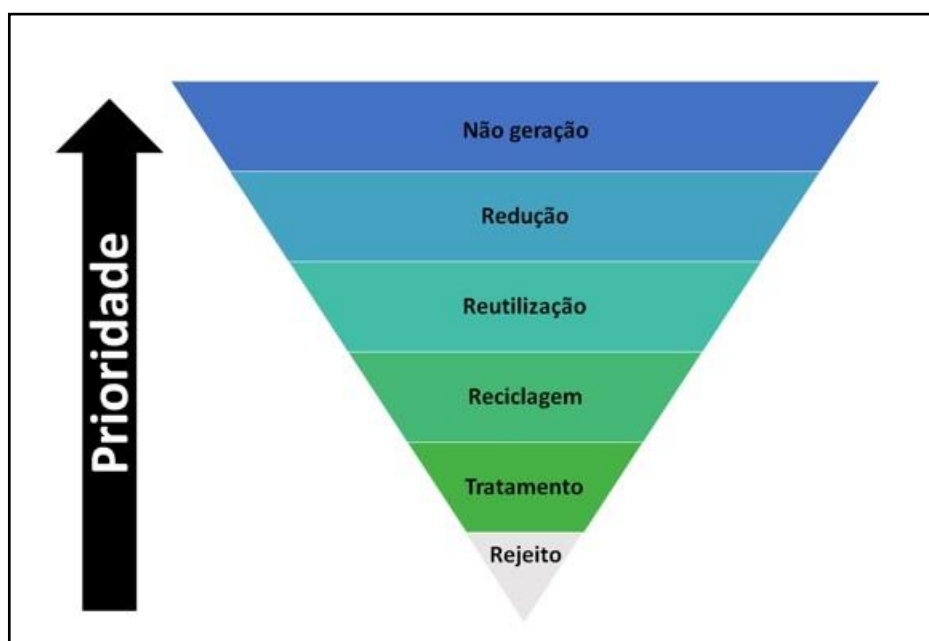 Prioridade
Não geração
Redução
Reutilização
Reciclagem
Tratamento
Rejeito